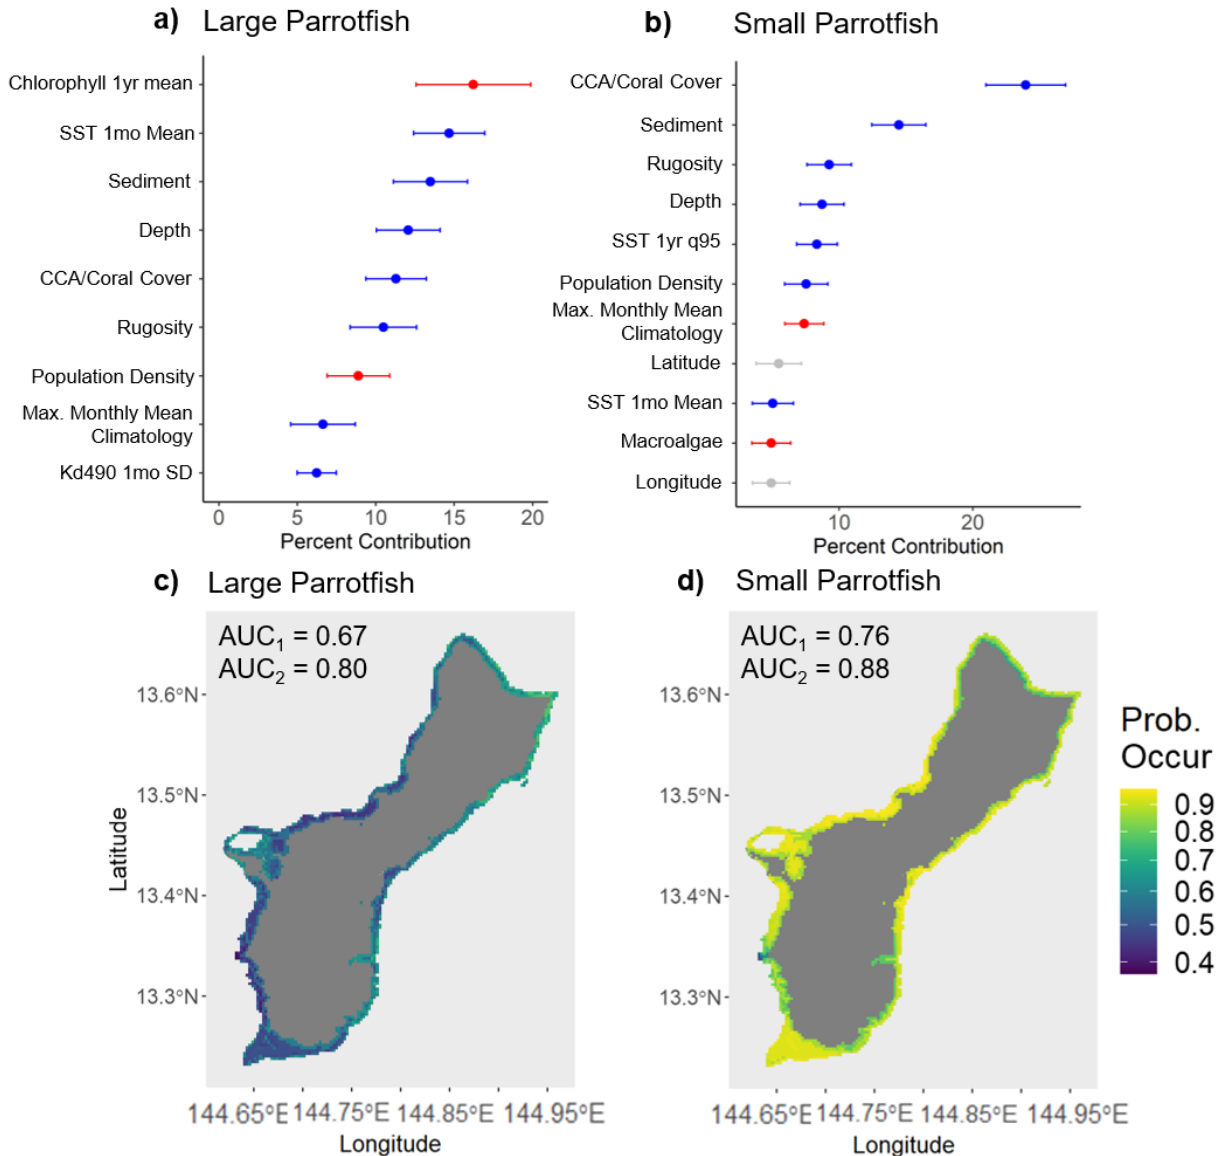 a) Large Parrotfish
Chlorophyll 1yr mean
SST 1mo Mean
Sediment
Depth
CCA/Coral Cover
Rugosity
Population Density
Max. Monthly Mean
Climatology
Kd490 1mo SD
0 5 10 15 20
Percent Contribution
b) Small Parrotfish
CCA/Coral Cover
Sediment
Rugosity
Depth
SST 1yr q95
Population Density
Max. Monthly Mean
Climatology
Latitude
SST 1mo Mean
Macroalgae
Longitude
10 20
Percent Contribution
c) Large Parrotfish
AUC1 = 0.67
AUC2 = 0.80
13.6°N
13.5°N
13.4°N
13.3°N
Latitude
144.65°E 144.75°E 144.85°E 144.95°E
Longitude
d) Small Parrotfish
AUC1 = 0.76
AUC2 = 0.88
13.6°N
13.5°N
13.4°N
13.3°N
144.65°E 144.75°E 144.85°E 144.95°E
Longitude
Prob.
Occur
0.9
0.8
0.7
0.6
0.5
0.4